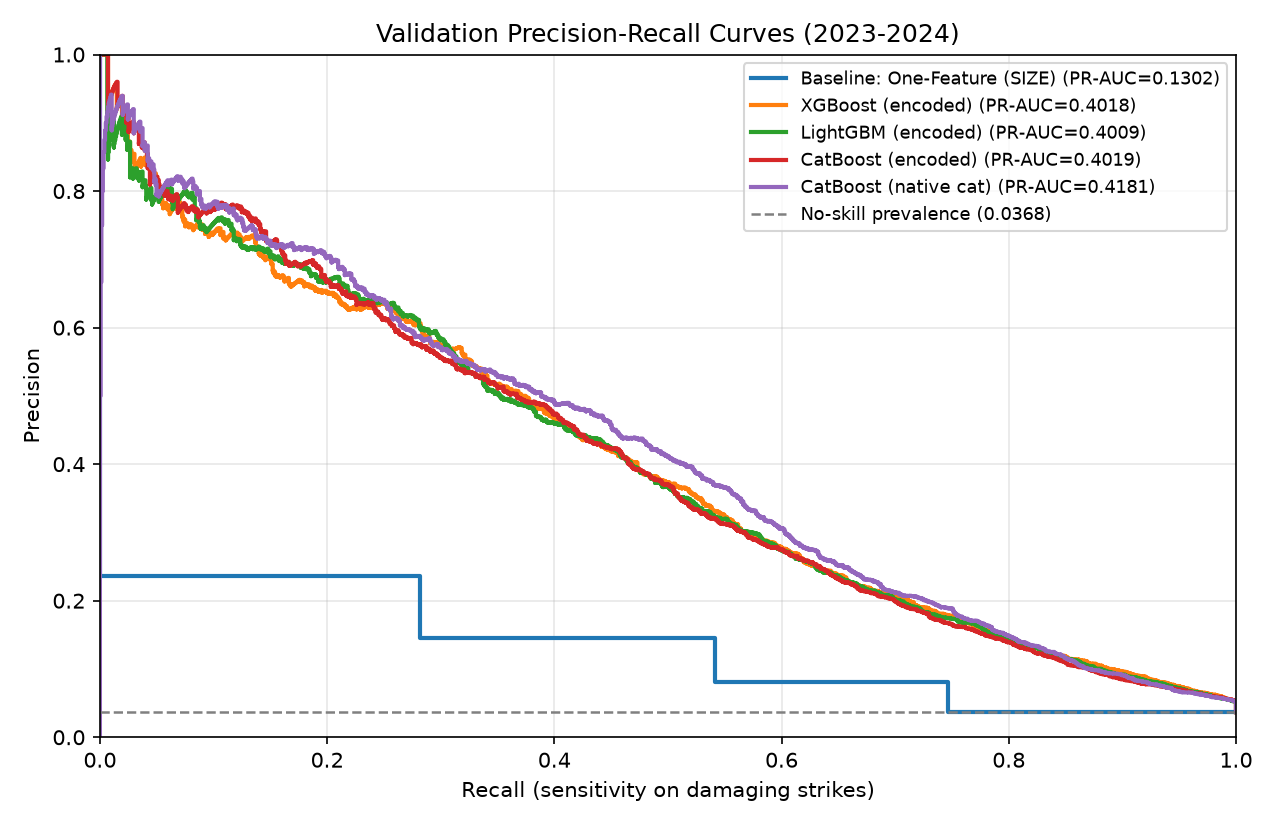 Validation Precision-Recall Curves (2023-2024)
Baseline: One-Feature (SIZE) (PR-AUC=0.1302)
XGBoost (encoded) (PR-AUC=0.4018)
LightGBM (encoded) (PR-AUC=0.4009)
CatBoost (encoded) (PR-AUC=0.4019)
CatBoost (native cat) (PR-AUC=0.4181)
No-skill prevalence (0.0368)
Precision
1.0
0.8
0.6
0.4
0.2
0.0
0.0 0.2 0.4 0.6 0.8 1.0
Recall (sensitivity on damaging strikes)